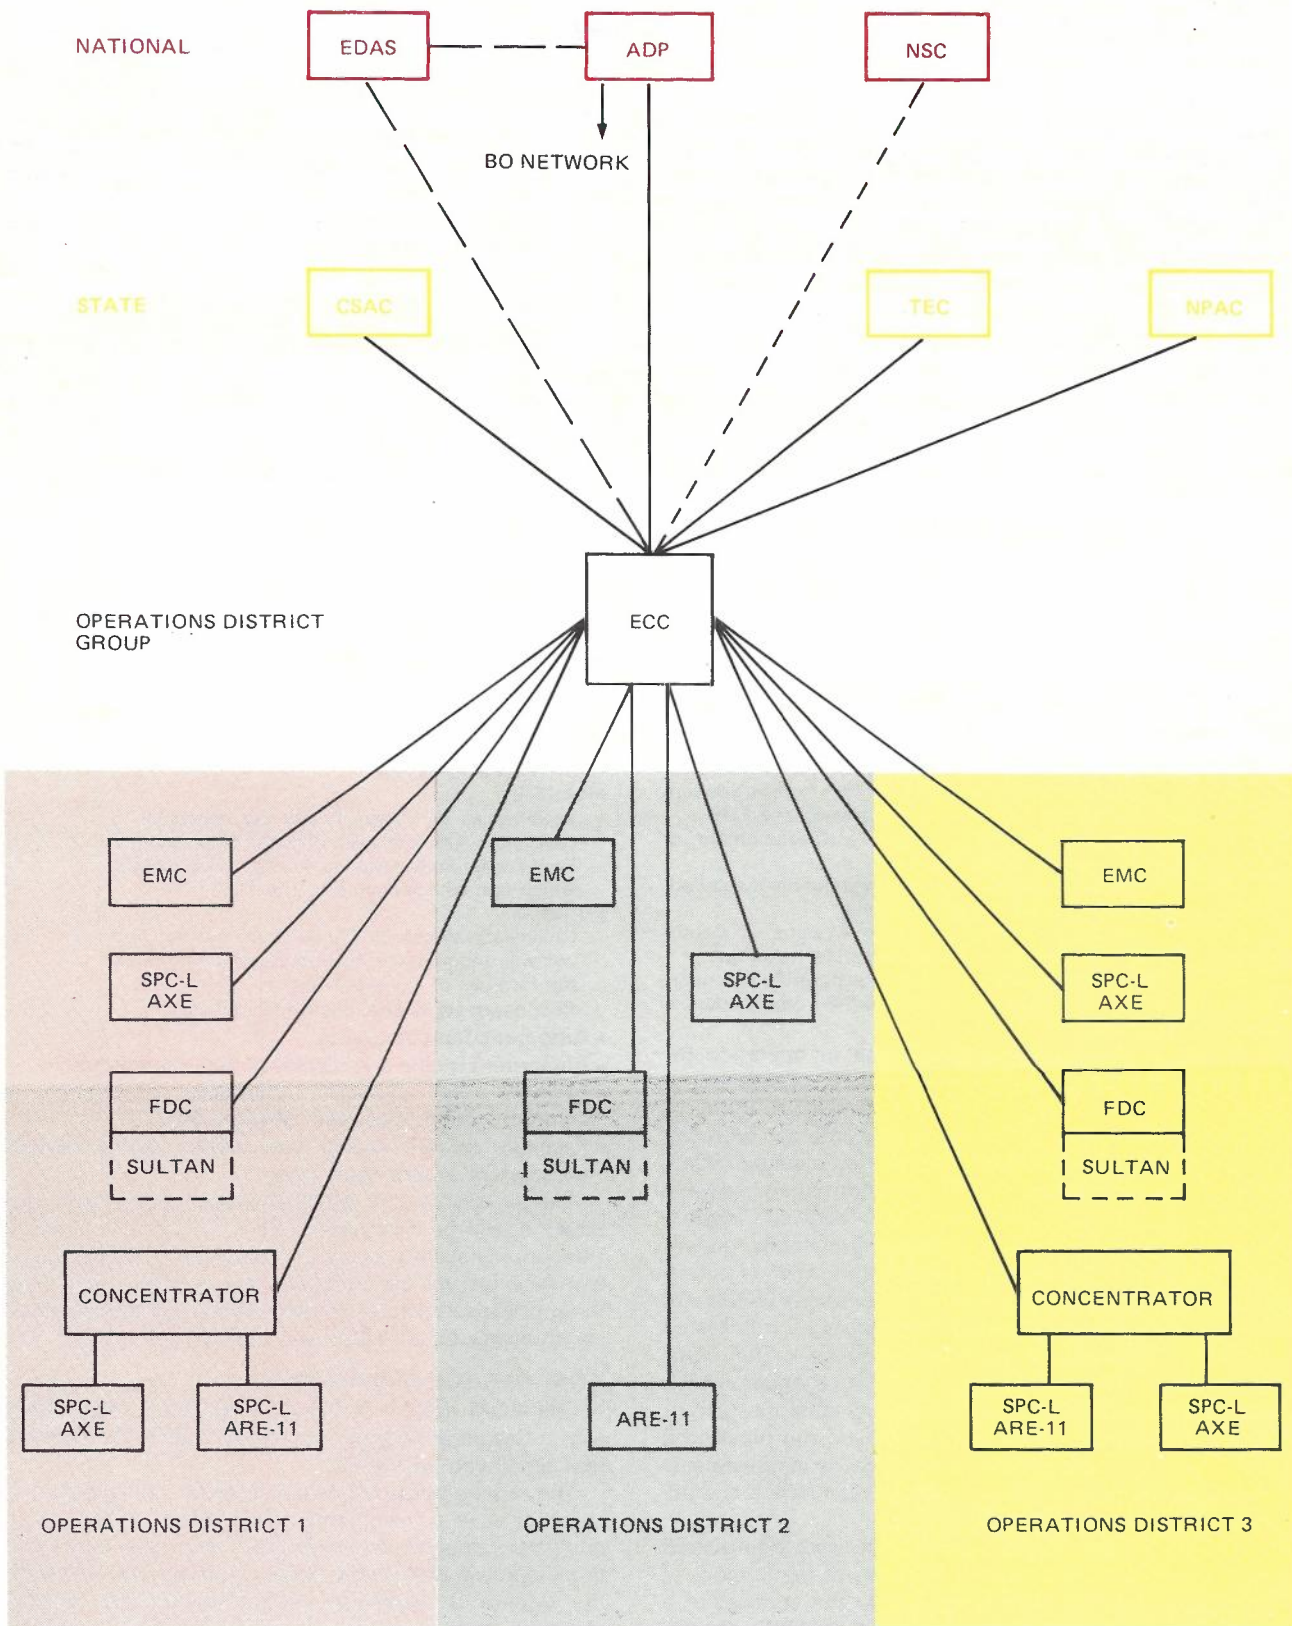 NATIONAL
EDAS
ADP
NSC
BO NETWORK
STATE
CSAC
TEC
NPAC
OPERATIONS DISTRICT
GROUP
ECC
EMC
EMC
EMC
SPC-L
AXE
SPC-L
AXE
SPC-L
AXE
FDC
SULTAN
FDC
SULTAN
FDC
SULTAN
CONCENTRATOR
CONCENTRATOR
SPC-L
AXE
SPC-L
ARE-11
ARE-11
SPC-L
ARE-11
SPC-L
AXE
OPERATIONS DISTRICT 1
OPERATIONS DISTRICT 2
OPERATIONS DISTRICT 3